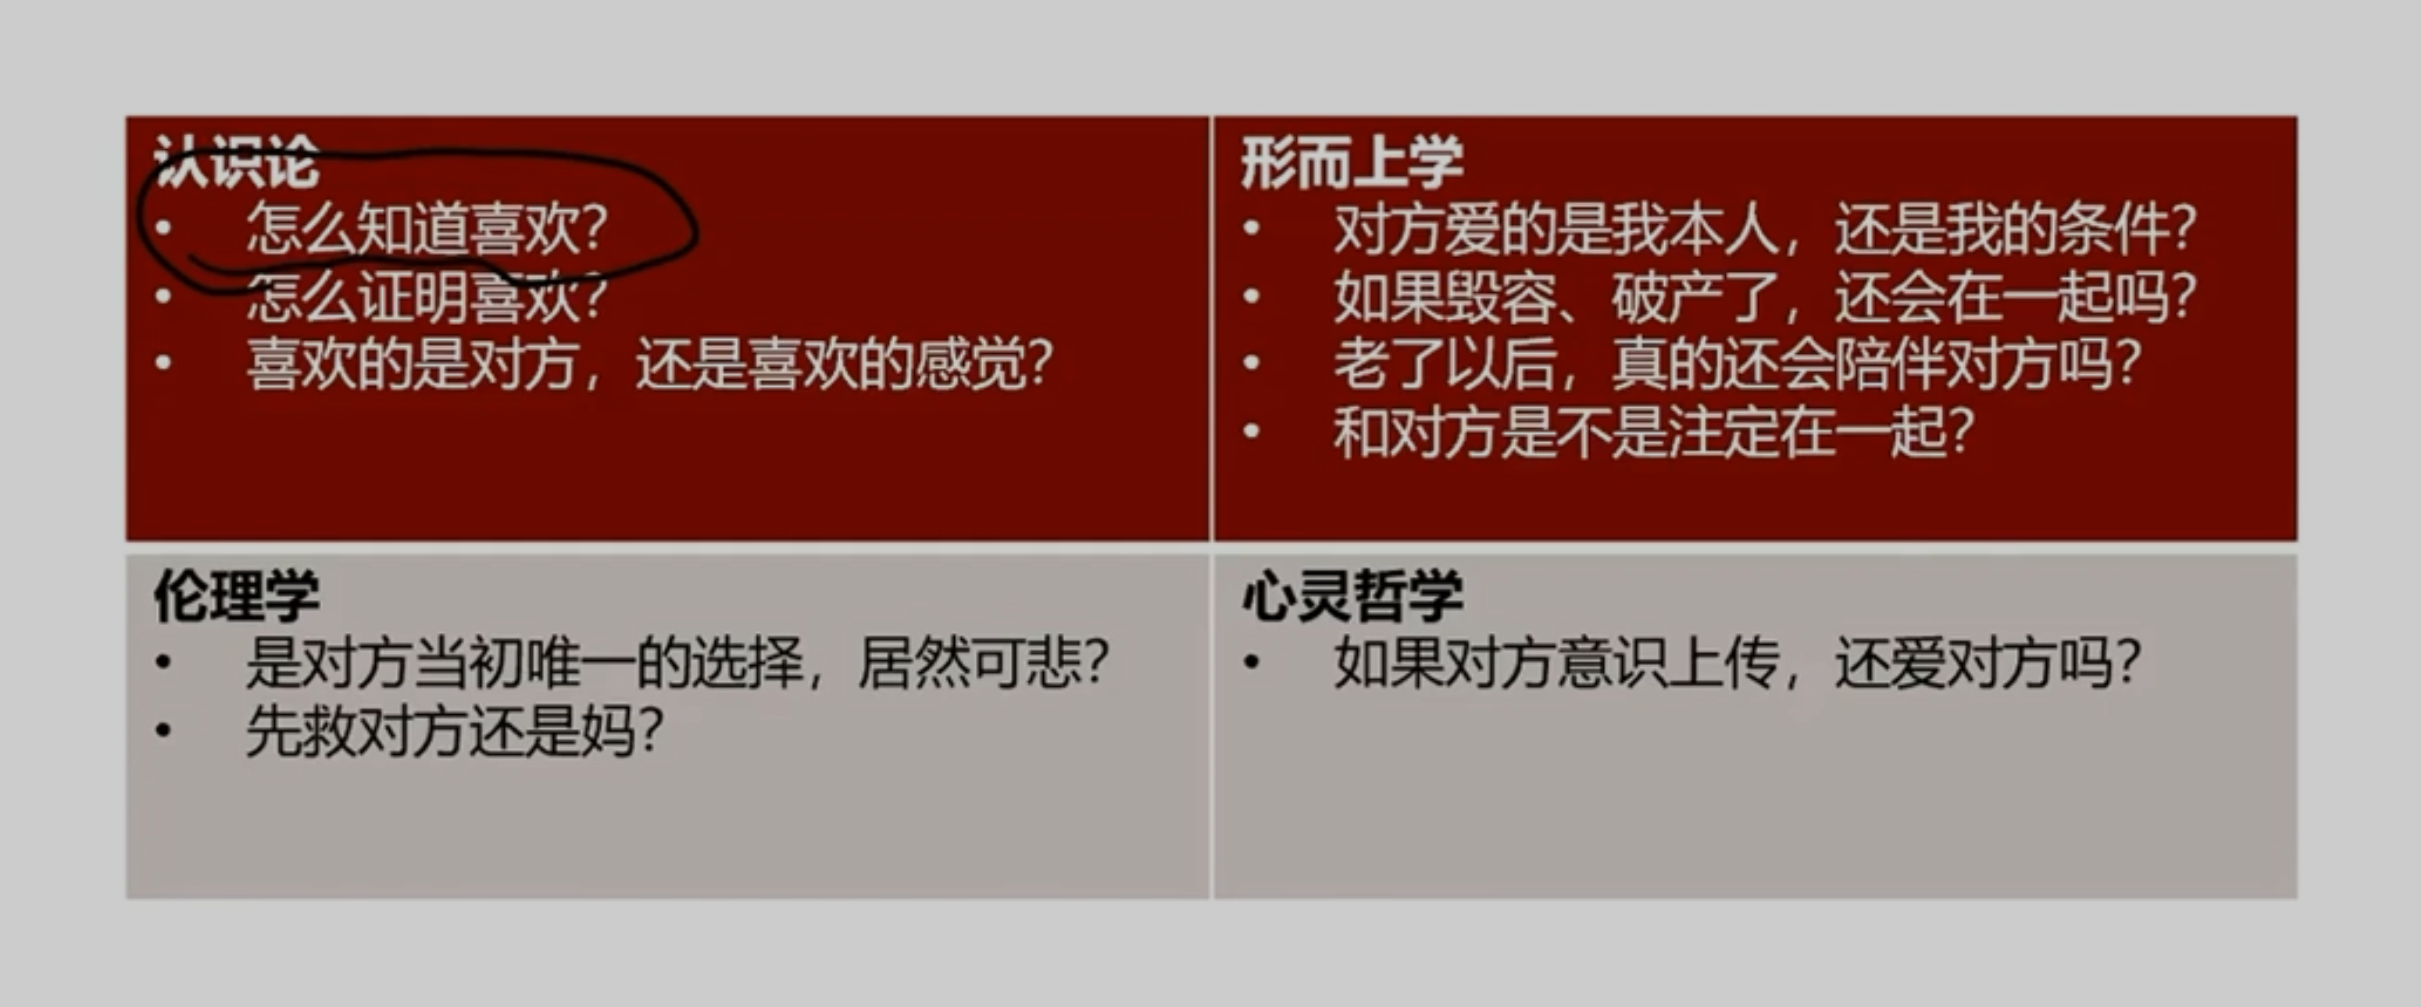 认识论
• 怎么知道喜欢?
• 怎么证明喜欢?
• 喜欢的是对方，还是喜欢的感觉?
形而上学
• 对方爱的是我本人，还是我的条件?
• 如果毁容、破产了，还会在一起吗?
• 老了以后，真的还会陪伴对方吗?
• 和对方是不是注定在一起?
伦理学
• 是对方当初唯一的选择，居然可悲?
• 先救对方还是妈?
心灵哲学
• 如果对方意识上传，还爱对方吗?